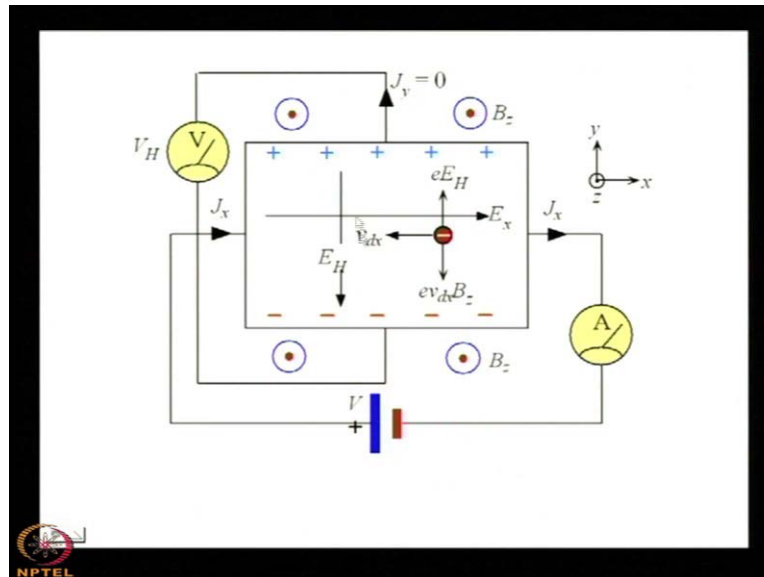 J_y = 0
B_z
V_H
V
+ + + + +
y
x
z
eE_H
J_x
E_x
J_x
v_dx
E_H
ev_dx B_z
A
− − − − −
B_z
V
+
NPTEL